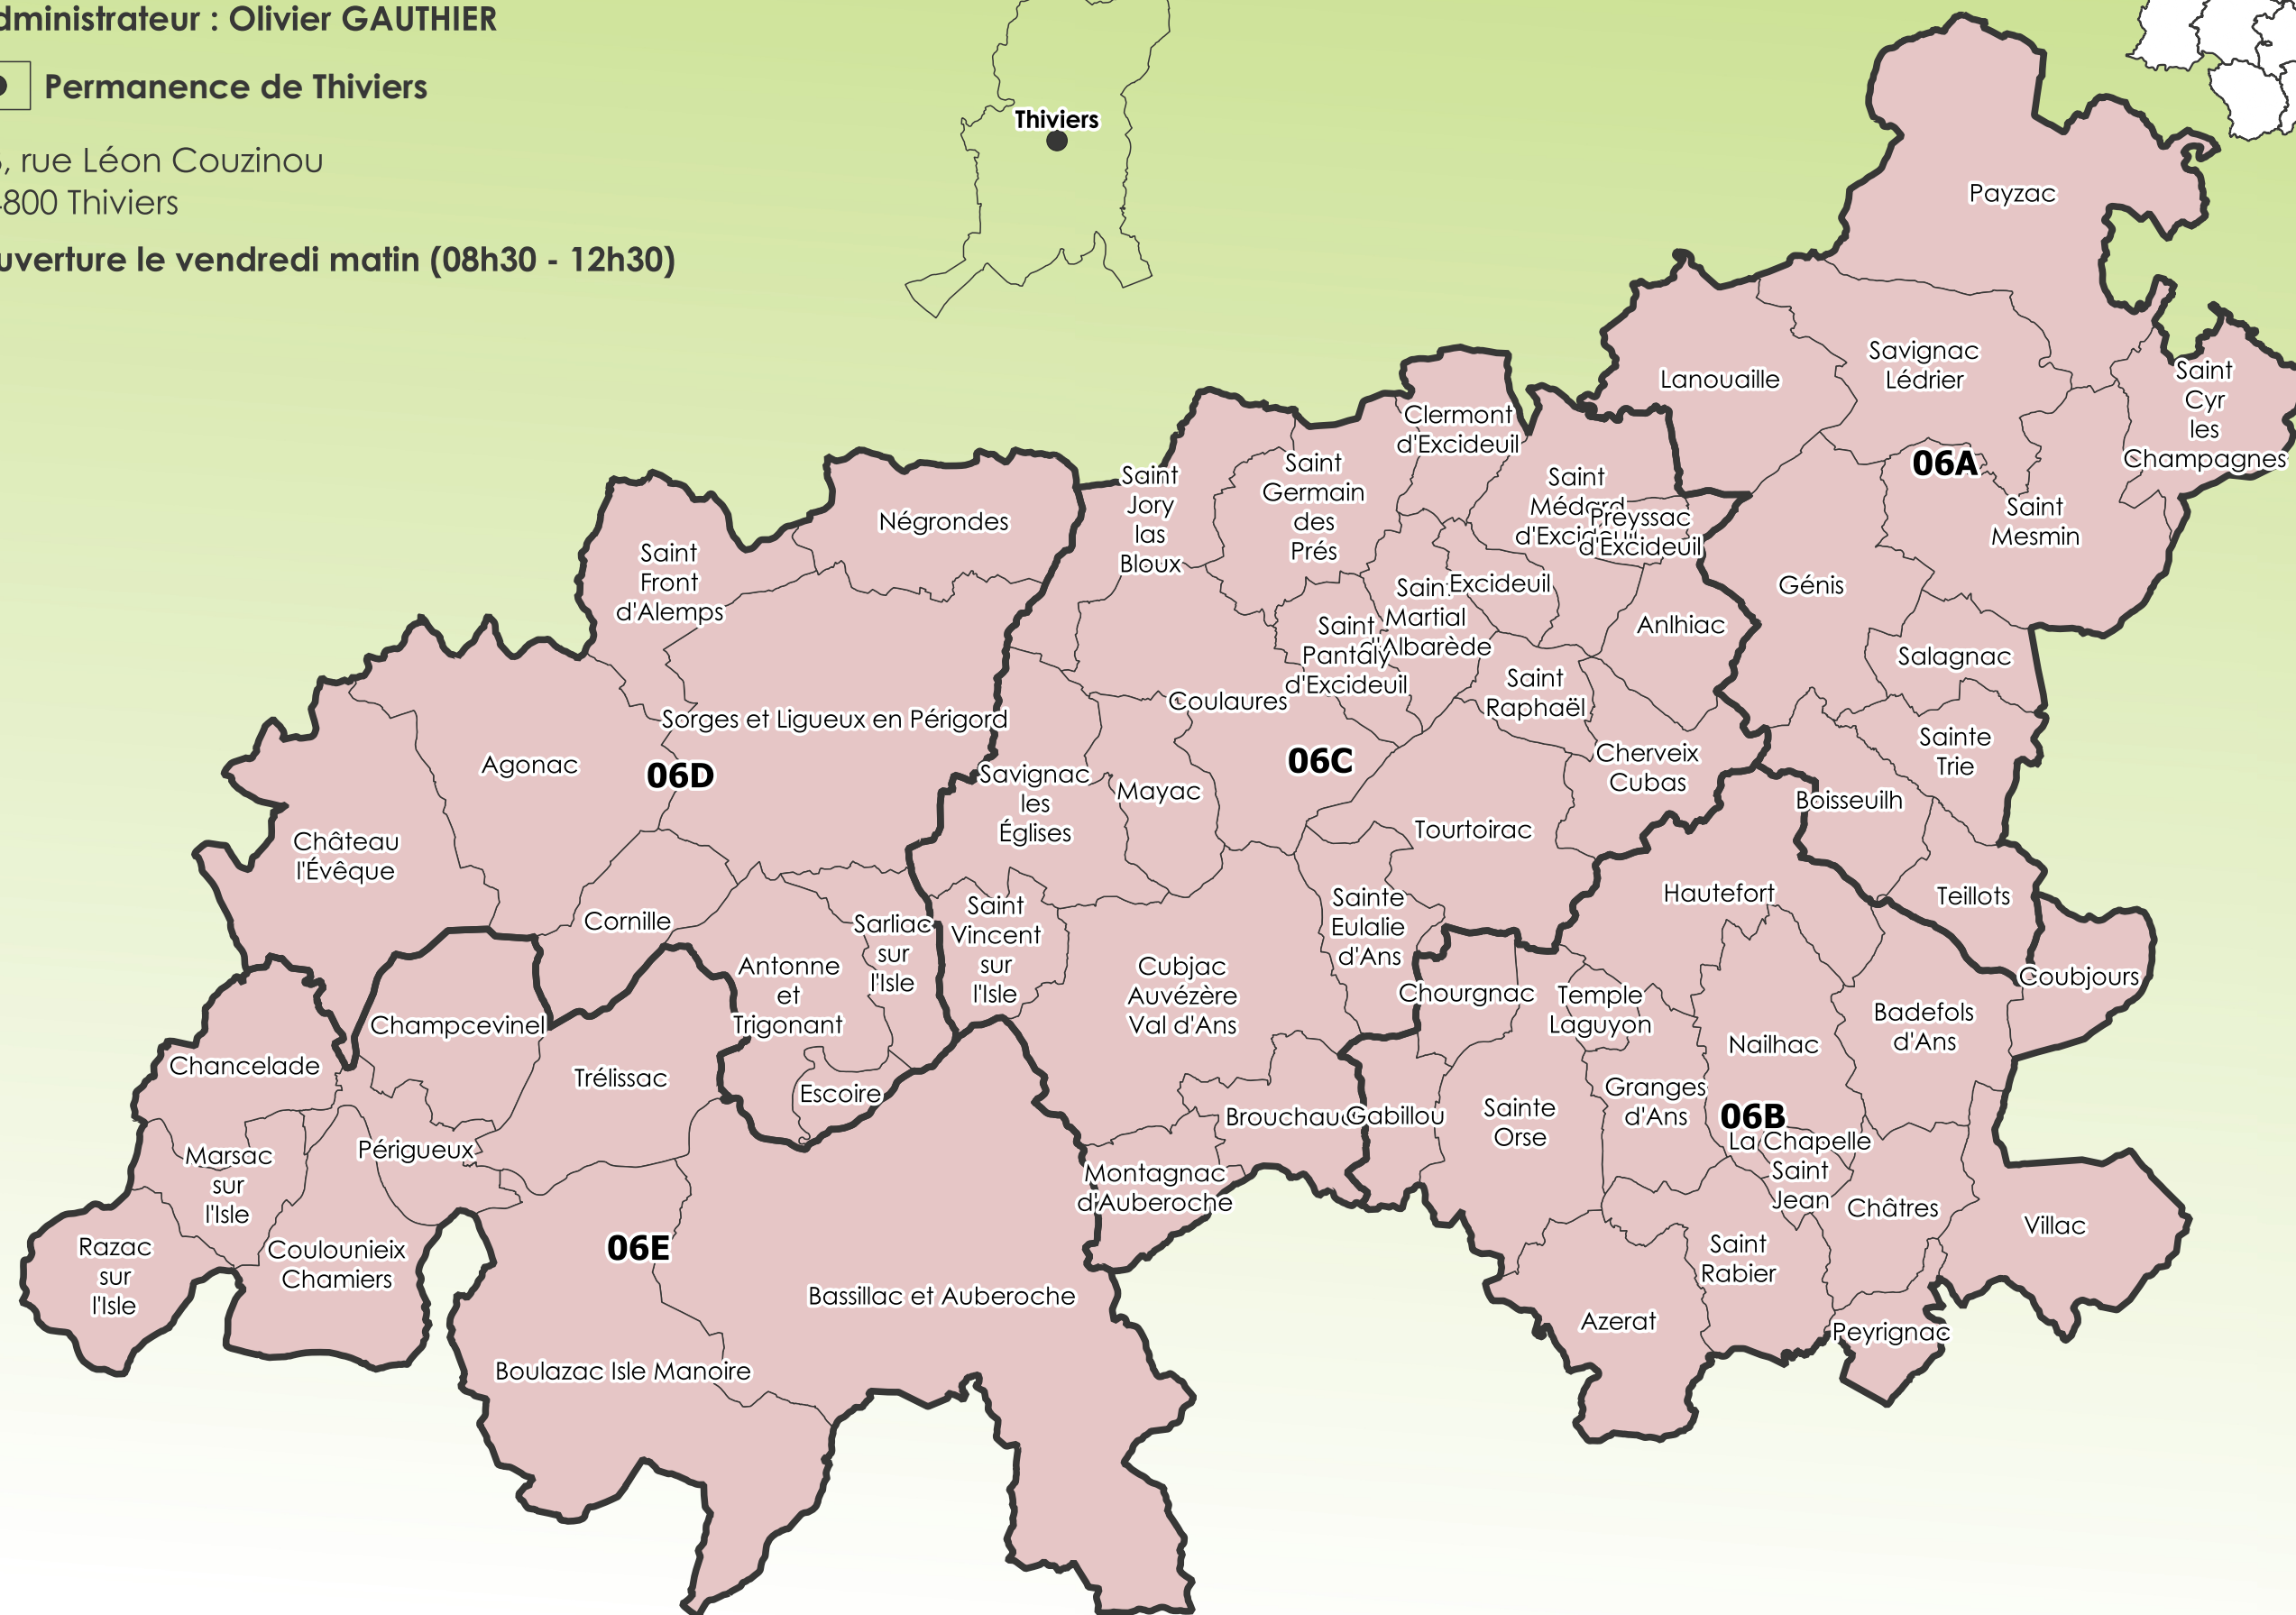 dministrateur : Olivier GAUTHIER
Permanence de Thiviers
, rue Léon Couzinou
800 Thiviers
uverture le vendredi matin (08h30 - 12h30)
Thiviers
Payzac
Savignac
Lédrier
Lanouaille
Saint
Cyr
les
Champagnes
06A
Saint
Mesmin
Génis
Salagnac
Sainte
Trie
Boisseuilh
Teillots
Coubjours
Clermont
d'Excideuil
Saint
Germain
des
Prés
Saint
Jory
las
Bloux
Saint
Médard
d'Excideuil
Preyssac
d'Excideuil
Excideuil
Saint
Martial
d'Albarède
Saint
Pantaly
d'Excideuil
Anlhiac
Saint
Raphaël
Coulaures
06C
Cherveix
Cubas
Savignac
les
Églises
Mayac
Tourtoirac
Sainte
Eulalie
d'Ans
Saint
Vincent
sur
l'Isle
Cubjac
Auvézère
Val d'Ans
Brouchaud
Montagnac
d'Auberoche
Négrondes
Saint
Front
d'Alemps
Sorges et Ligueux en Périgord
Agonac
06D
Château
l'Évêque
Cornille
Sarliac
sur
l'Isle
Antonne
et
Trigonant
Escoire
Champcevinel
Chancelade
Trélissac
Périgueux
Marsac
sur
l'Isle
Razac
sur
l'Isle
Coulounieix
Chamiers
06E
Bassillac et Auberoche
Boulazac Isle Manoire
Hautefort
Chourgnac
Temple
Laguyon
Badefols
d'Ans
Nailhac
Granges
d'Ans
Gabillou
Sainte
Orse
06B
La Chapelle
Saint
Jean
Châtres
Villac
Saint
Rabier
Azerat
Peyrignac